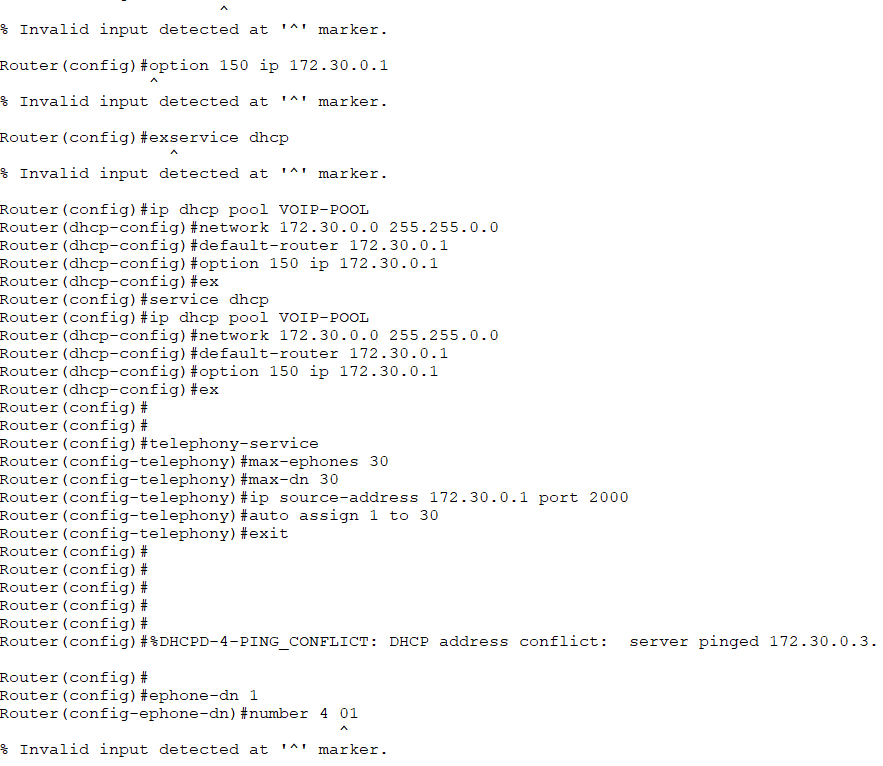 ^
% Invalid input detected at '^' marker.
Router(config)#option 150 ip 172.30.0.1
^
% Invalid input detected at '^' marker.
Router(config)#exservice dhcp
^
% Invalid input detected at '^' marker.
Router(config)#ip dhcp pool VOIP-POOL
Router(dhcp-config)#network 172.30.0.0 255.255.0.0
Router(dhcp-config)#default-router 172.30.0.1
Router(dhcp-config)#option 150 ip 172.30.0.1
Router(dhcp-config)#ex
Router(config)#service dhcp
Router(config)#ip dhcp pool VOIP-POOL
Router(dhcp-config)#network 172.30.0.0 255.255.0.0
Router(dhcp-config)#default-router 172.30.0.1
Router(dhcp-config)#option 150 ip 172.30.0.1
Router(dhcp-config)#ex
Router(config)#
Router(config)#
Router(config)#telephony-service
Router(config-telephony)#max-ephones 30
Router(config-telephony)#max-dn 30
Router(config-telephony)#ip source-address 172.30.0.1 port 2000
Router(config-telephony)#auto assign 1 to 30
Router(config-telephony)#exit
Router(config)#
Router(config)#
Router(config)#
Router(config)#
Router(config)#
Router(config)#%DHCPD-4-PING_CONFLICT: DHCP address conflict:  server pinged 172.30.0.3.
Router(config)#
Router(config)#ephone-dn 1
Router(config-ephone-dn)#number 4 01
^
% Invalid input detected at '^' marker.